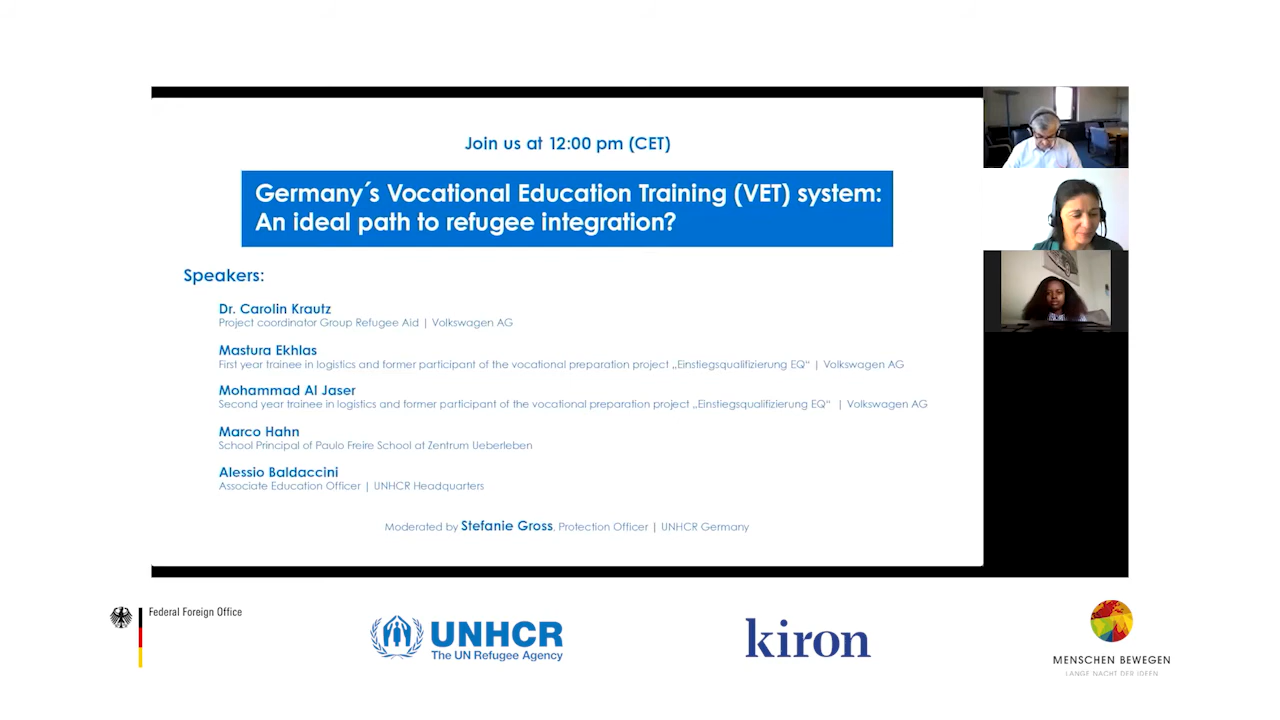 Join us at 12:00 pm (CET)
Germany´s Vocational Education Training (VET) system:
An ideal path to refugee integration?
Speakers:
Dr. Carolin Krautz
Project coordinator Group Refugee Aid | Volkswagen AG
Mastura Ekhlas
First year trainee in logistics and former participant of the vocational preparation project „Einstiegsqualifizierung EQ“ | Volkswagen AG
Mohammad Al Jaser
Second year trainee in logistics and former participant of the vocational preparation project „Einstiegsqualifizierung EQ“ | Volkswagen AG
Marco Hahn
School Principal of Paulo Freire School at Zentrum Ueberleben
Alessio Baldaccini
Associate Education Officer | UNHCR Headquarters
Moderated by Stefanie Gross, Protection Officer | UNHCR Germany
Federal Foreign Office
UNHCR
The UN Refugee Agency
kiron
MENSCHEN BEWEGEN
LANGE NACHT DER IDEEN